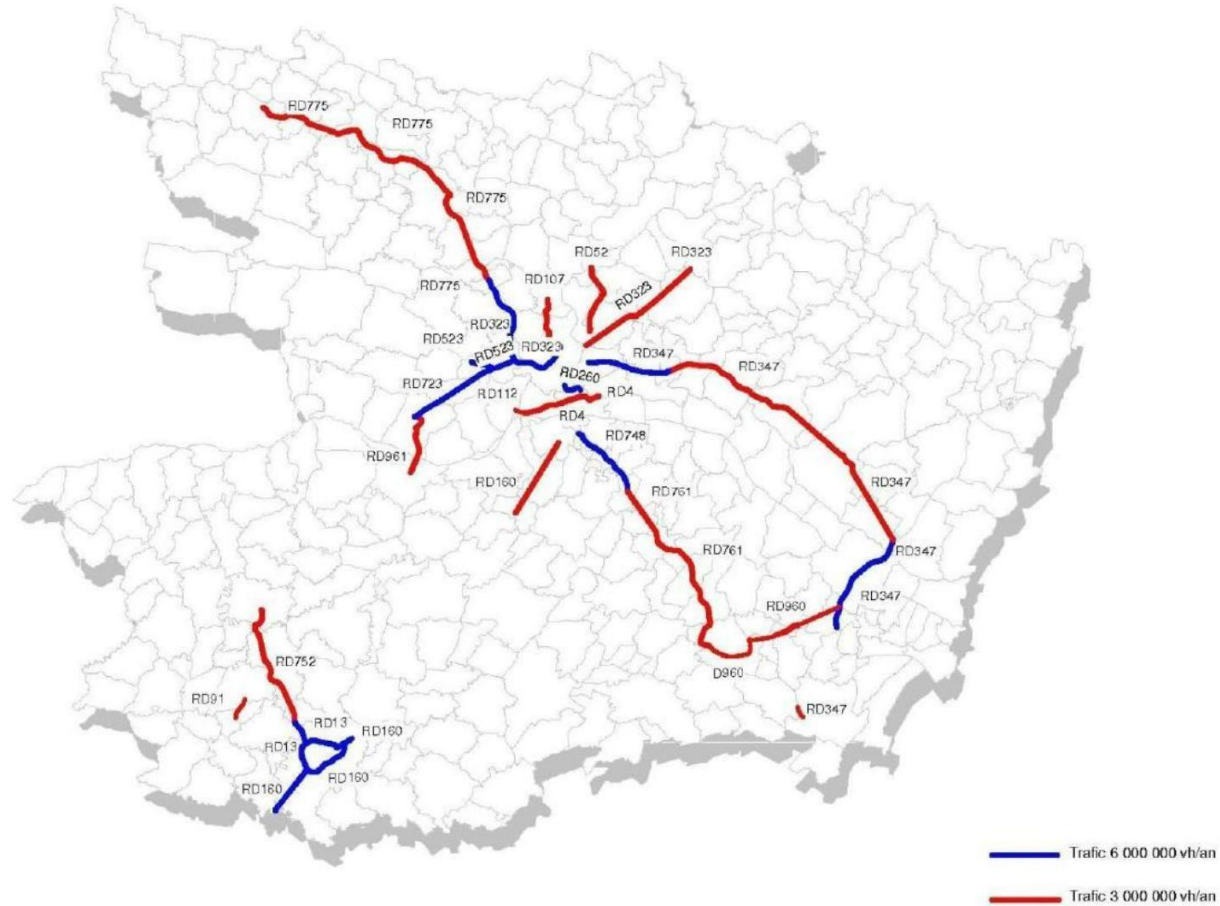 RD775
RD775
RD775
RD52
RD323
RD775
RD107
RD323
RD323
RD523
RD323
RD523
RD347
RD347
RD260
RD723
RD112
RD4
RD4
RD748
RD961
RD160
RD761
RD347
RD761
RD347
RD347
RD960
RD752
D960
RD91
RD347
RD13
RD160
RD13
RD160
RD160
Trafic 6 000 000 vh/an
Trafic 3 000 000 vh/an